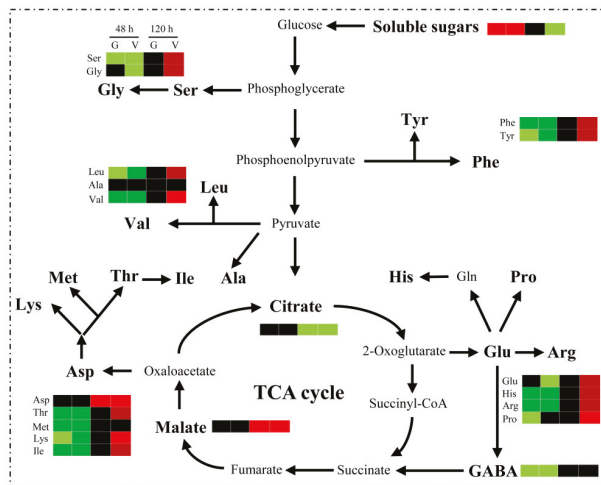 48 h 120 h
G V G V
Ser
Gly
Glucose
Soluble sugars
Gly
Ser
Phosphoglycerate
Tyr
Phe
Tyr
Phosphoenolpyruvate
Phe
Leu
Ala
Val
Leu
Val
Pyruvate
Met
Thr
Ile
Ala
His
Gln
Pro
Lys
Citrate
2-Oxoglutarate
Glu
Arg
Asp
Oxaloacetate
TCA cycle
Succinyl-CoA
Asp
Thr
Met
Lys
Ile
Malate
Glu
His
Arg
Pro
Fumarate
Succinate
GABA